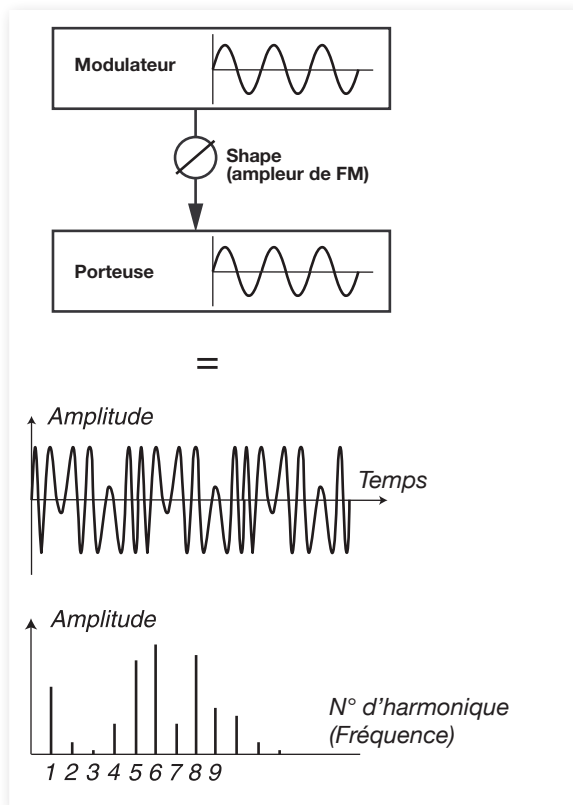 Modulateur
Shape
(ampleur de FM)
Porteuse
=
Amplitude
Temps
Amplitude
N° d'harmonique
(Fréquence)
1 2 3 4 5 6 7 8 9